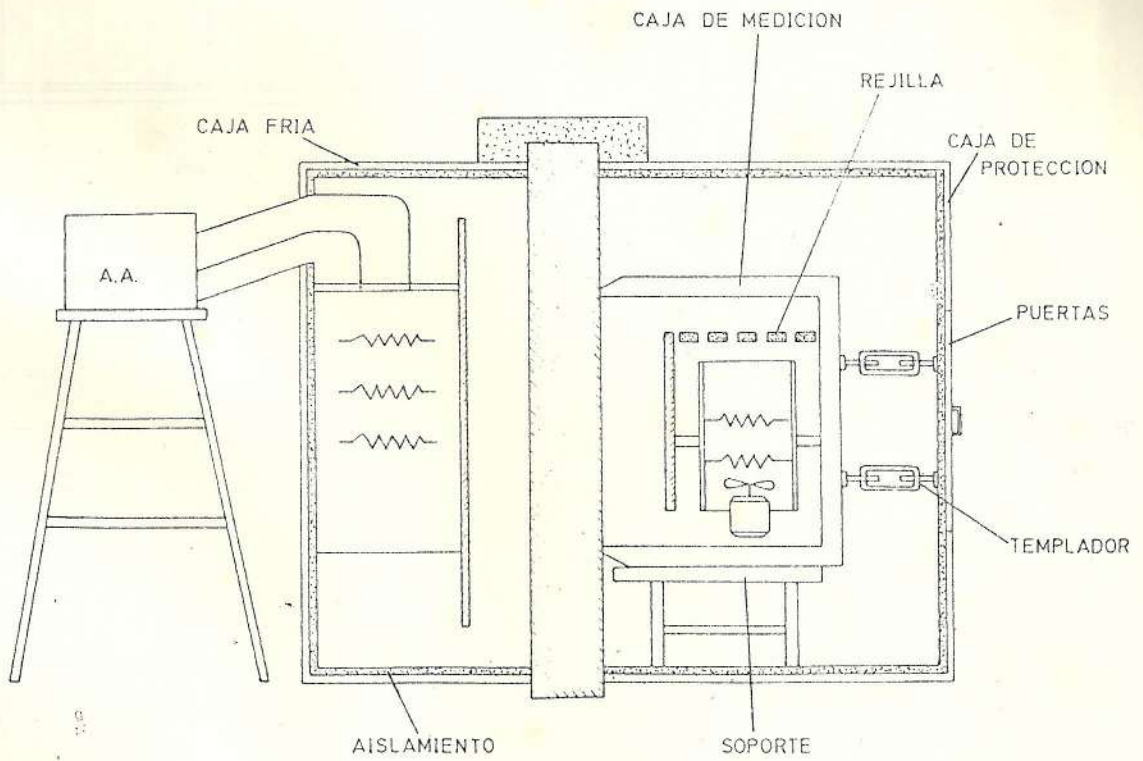 CAJA DE MEDICION
REJILLA
CAJA FRIA
CAJA DE
PROTECCION
A.A.
PUERTAS
TEMPLADOR
AISLAMIENTO
SOPORTE